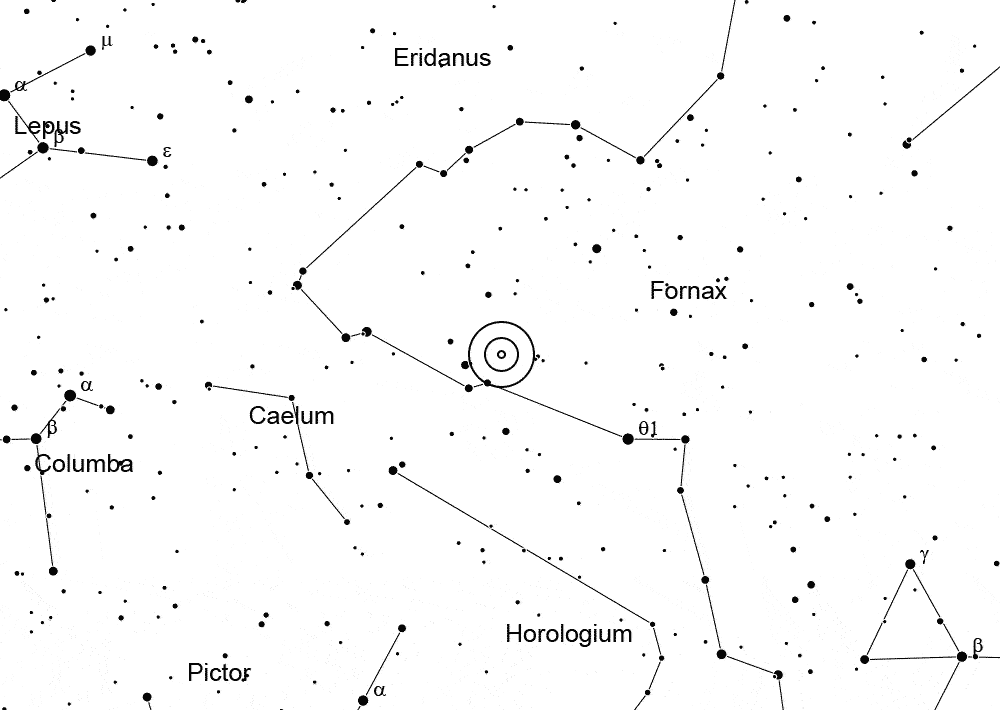 Eridanus
μ
α
Lepus
β
ε
Fornax
α
Caelum
β
θ1
Columba
γ
Horologium
β
Pictor
α